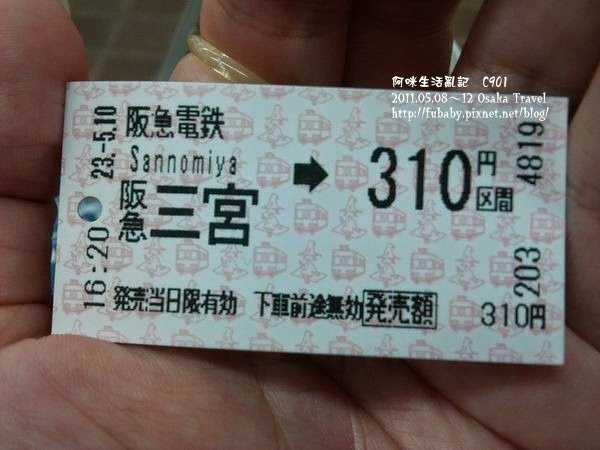 阿咪生活亂記 C901
2011.05.08～12 Osaka Travel
http://fubaby.pixnet.net/blog/
23.-5.10
16:20
阪急電鉄
Sannomiya
阪急 三宮 ➡ 310円区間
発売当日限有効 下車前途無効 発売額 310円
4819
203